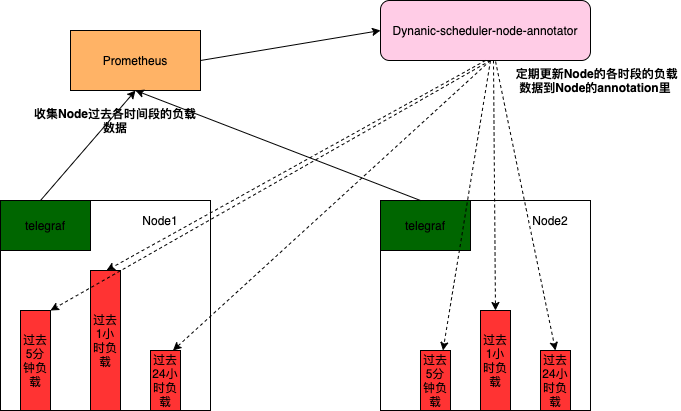 Dynanic-scheduler-node-annotator
Prometheus
定期更新Node的各时段的负载
数据到Node的annotation里
收集Node过去各时间段的负载
数据
telegraf
Node1
telegraf
Node2
过去
5分
钟负
载
过去
1小
时负
载
过去
24小
时负载
过去
5分
钟负
载
过去
1小
时负
载
过去
24小
时负载